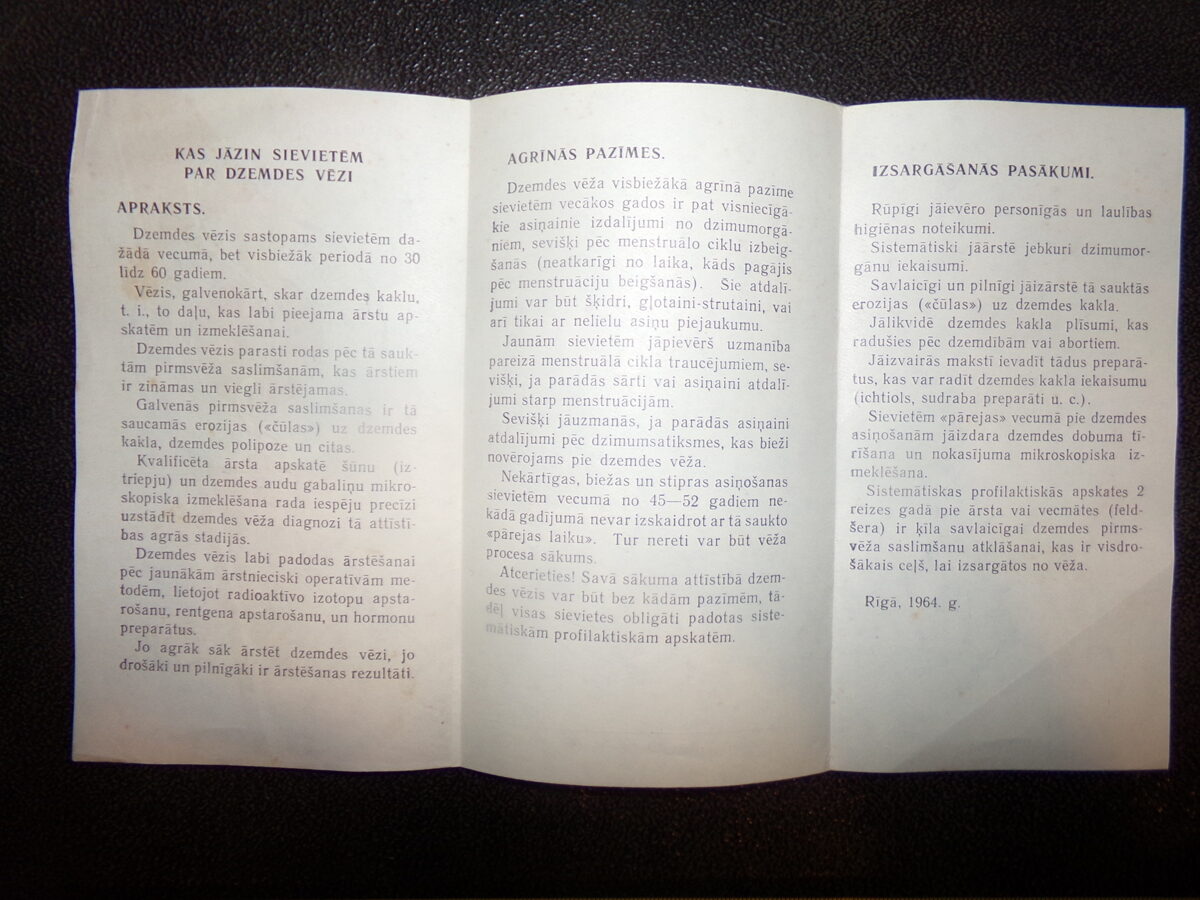 KAS JĀZIN SIEVIETĒM
PAR DZEMDES VĒZI
APRAKSTS.
Dzemdes vēzis sastopams sievietēm da-
žādā vecumā, bet visbiežāk periodā no 30
līdz 60 gadiem.
Vēzis, galvenokārt, skar dzemdes kaklu,
t. i., to daļu, kas labi pieejama ārstu ap-
skatēm un izmeklēšanai.
Dzemdes vēzis parasti rodas pēc tā sauk-
tām pirmsvēža saslimšanām, kas ārstiem
ir zināmas un viegli ārstējamas.
Galvenās pirmsvēža saslimšanas ir tā
saucamās erozijas («čūlas») uz dzemdes
kakla, dzemdes polipoze un citas.
Kvalificēta ārsta apskatē šūnu (iz-
triepju) un dzemdes audu gabaliņu mikro-
skopiska izmeklēšana rada iespēju precīzi
uzstādīt dzemdes vēža diagnozi tā attīstī-
bas agrās stadijās.
Dzemdes vēzis labi padodas ārstēšanai
pēc jaunākām ārstnieciski operatīvām me-
todēm, lietojot radioaktīvo izotopu apsta-
rošanu, rentgena apstarošanu, un hormonu
preparātus.
Jo agrāk sāk ārstēt dzemdes vēzi, jo
drošāki un pilnīgāki ir ārstēšanas rezultāti.
AGRĪNĀS PAZĪMES.
Dzemdes vēža visbiežākā agrīnā pazīme
sievietēm vecākos gados ir pat visniecīgā-
kie asiņainie izdalījumi no dzimumorgā-
niem, sevišķi pēc menstruālo ciklu izbeig-
šanās (neatkarīgi no laika, kāds pagājis
pēc menstruāciju beigšanās). Šie atdalī-
jumi var būt šķidri, gļotaini-strutaini, vai
arī tikai ar nelielu asiņu piejaukumu.
Jaunām sievietēm jāpievērš uzmanība
pareizā menstruālā cikla traucējumiem, se-
višķi, ja parādās sārti vai asiņaini atdalī-
jumi starp menstruācijām.
Sevišķi jāuzmanās, ja parādās asiņaini
atdalījumi pēc dzimumsatiksmes, kas bieži
novērojams pie dzemdes vēža.
Nekārtīgas, biežas un stipras asiņošanas
sievietēm vecumā no 45—52 gadiem ne-
kādā gadījumā nevar izskaidrot ar tā saukto
«pārejas laiku». Tur nereti var būt vēža
procesa sākums.
Atcerieties! Savā sākuma attīstībā dzem-
des vēzis var būt bez kādām pazīmēm, tā-
dēļ visas sievietes obligāti padotas siste-
mātiskām profilaktiskām apskatēm.
IZSARGĀŠANĀS PASĀKUMI.
Rūpīgi jāievēro personīgās un laulības
higiēnas noteikumi.
Sistemātiski jāārstē jebkuri dzimumor-
gānu iekaisumi.
Savlaicīgi un pilnīgi jāizārstē tā sauktās
erozijas («čūlas») uz dzemdes kakla.
Jālikvidē dzemdes kakla plīsumi, kas
radušies pēc dzemdībām vai abortiem.
Jāizvairās makstī ievadīt tādus preparā-
tus, kas var radīt dzemdes kakla iekaisumu
(ichtiols, sudraba preparāti u. c.).
Sievietēm «pārejas» vecumā pie dzemdes
asiņošanām jāizdara dzemdes dobuma tī-
rīšana un nokasījuma mikroskopiska iz-
meklēšana.
Sistemātiskas profilaktiskās apskates 2
reizes gadā pie ārsta vai vecmātes (feld-
šera) ir ķīla savlaicīgai dzemdes pirms-
vēža saslimšanu atklāšanai, kas ir visdro-
šākais ceļš, lai izsargātos no vēža.
Rīgā, 1964. g.